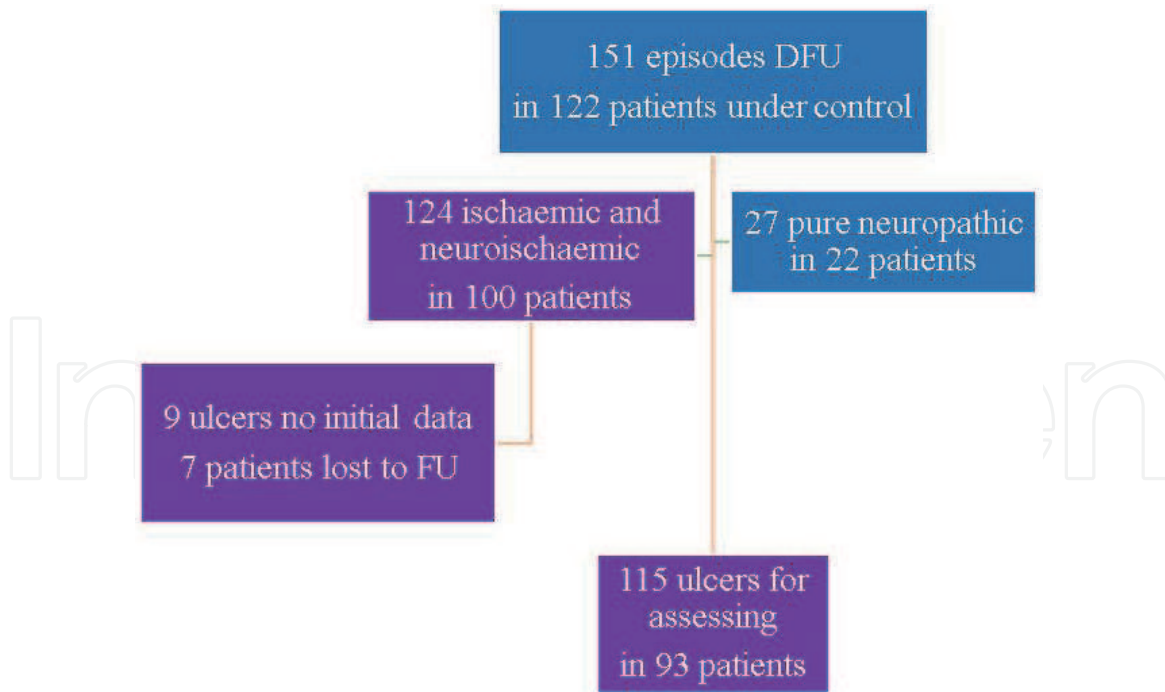 151 episodes DFU
in 122 patients under control
124 ischaemic and
neuroischaemic
in 100 patients
27 pure neuropathic
in 22 patients
9 ulcers no initial data
7 patients lost to FU
115 ulcers for
assessing
in 93 patients